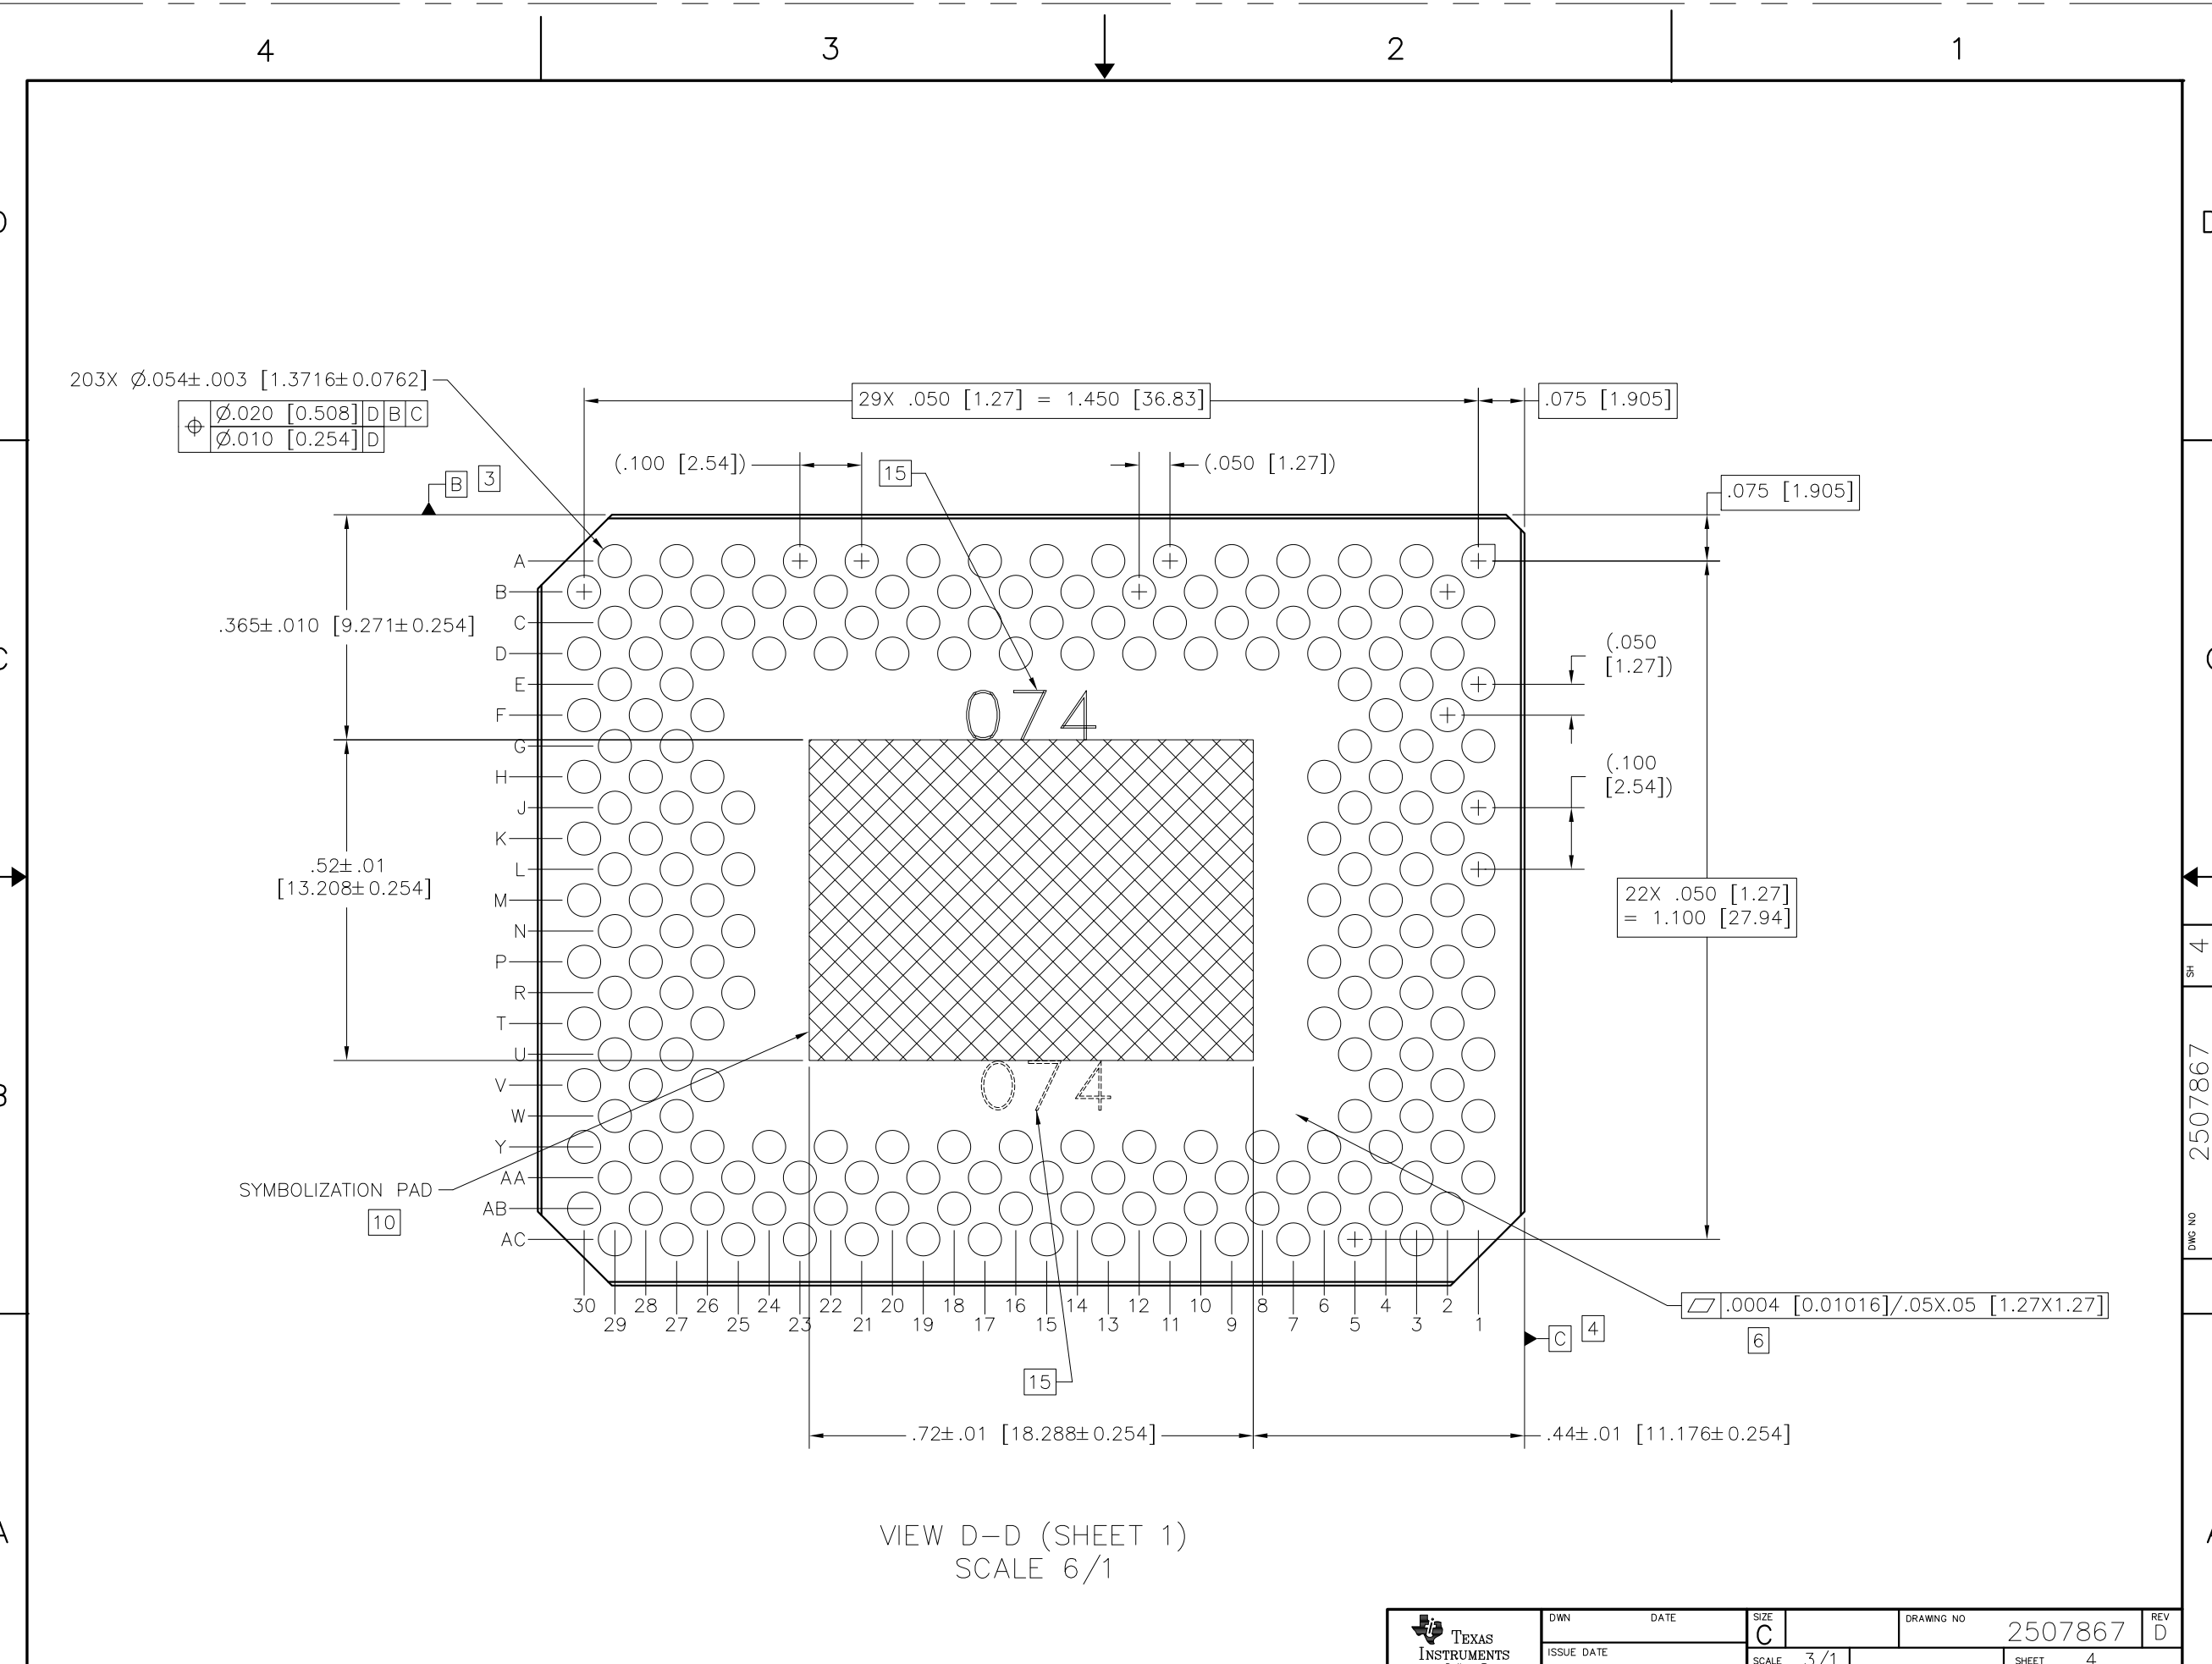 4 3 2 1
D D
203X Ø.054±.003 [1.3716±0.0762]
Ø.020 [0.508] D B C
Ø.010 [0.254] D
29X .050 [1.27] = 1.450 [36.83]
.075 [1.905]
(.100 [2.54])
15
(.050 [1.27])
B 3
.075 [1.905]
A
B
C
D
E
F
G
H
J
K
L
M
N
P
R
T
U
V
W
Y
AA
AB
AC
.365±.010 [9.271±0.254]
(.050
[1.27])
C C
074
(.100
[2.54])
.52±.01
[13.208±0.254]
22X .050 [1.27]
= 1.100 [27.94]
074
B
SYMBOLIZATION PAD
10
30 28 26 24 22 20 18 16 14 12 10 8 6 4 2
29 27 25 23 21 19 17 15 13 11 9 7 5 3 1
.0004 [0.01016]/.05X.05 [1.27X1.27]
6
C 4
15
.72±.01 [18.288±0.254]
.44±.01 [11.176±0.254]
A A
VIEW D-D (SHEET 1)
SCALE 6/1
DWG NO 2507867 SH 4
TEXAS
INSTRUMENTS
DWN DATE
ISSUE DATE
SIZE
C
DRAWING NO
2507867
REV
D
SCALE 3/1
SHEET 4